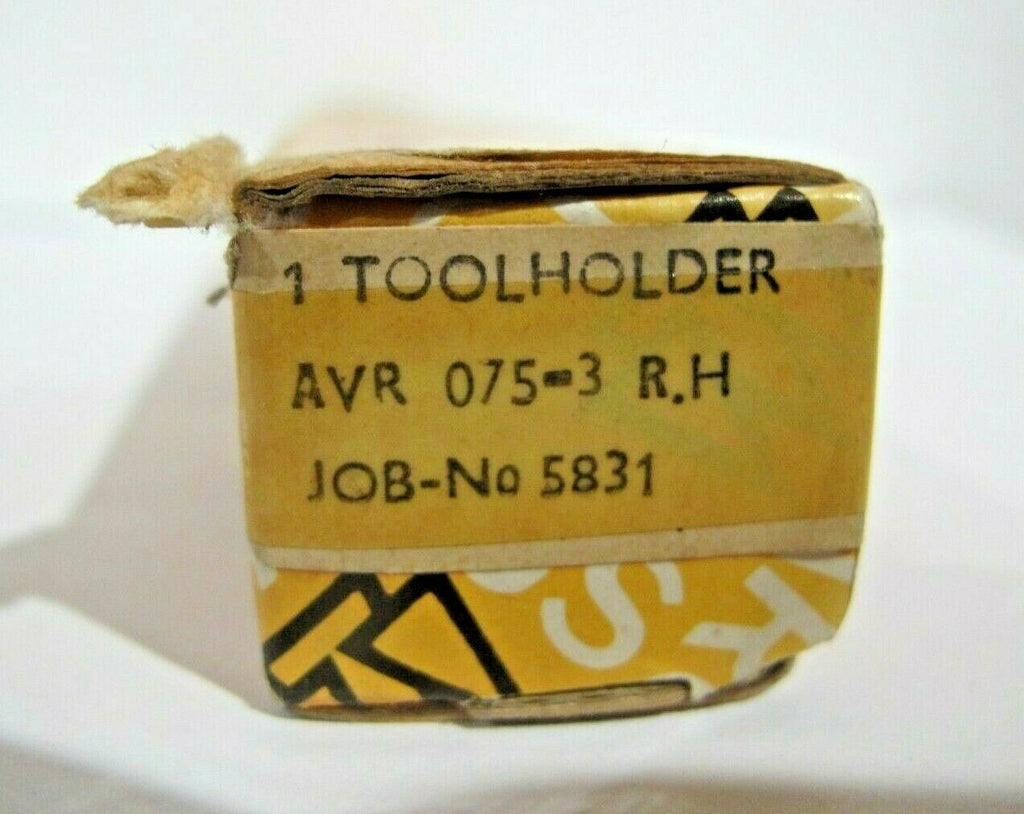 1 TOOLHOLDER
AVR 075-3 R.H
JOB-No 5831